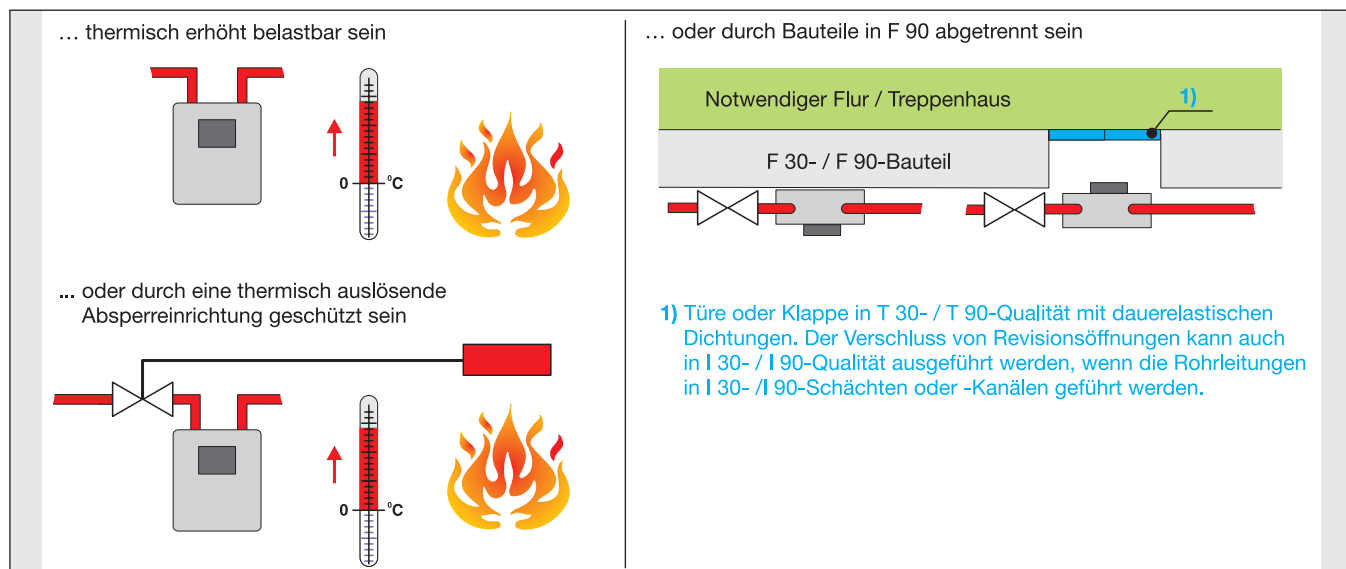 ... thermisch erhöht belastbar sein
0
°C
... oder durch eine thermisch auslösende
Absperreinrichtung geschützt sein
0
°C
... oder durch Bauteile in F 90 abgetrennt sein
Notwendiger Flur / Treppenhaus
1)
F 30- / F 90-Bauteil
1) Türe oder Klappe in T 30- / T 90-Qualität mit dauerelastischen
Dichtungen. Der Verschluss von Revisionsöffnungen kann auch
in I 30- / I 90-Qualität ausgeführt werden, wenn die Rohrleitungen
in I 30- /I 90-Schächten oder -Kanälen geführt werden.